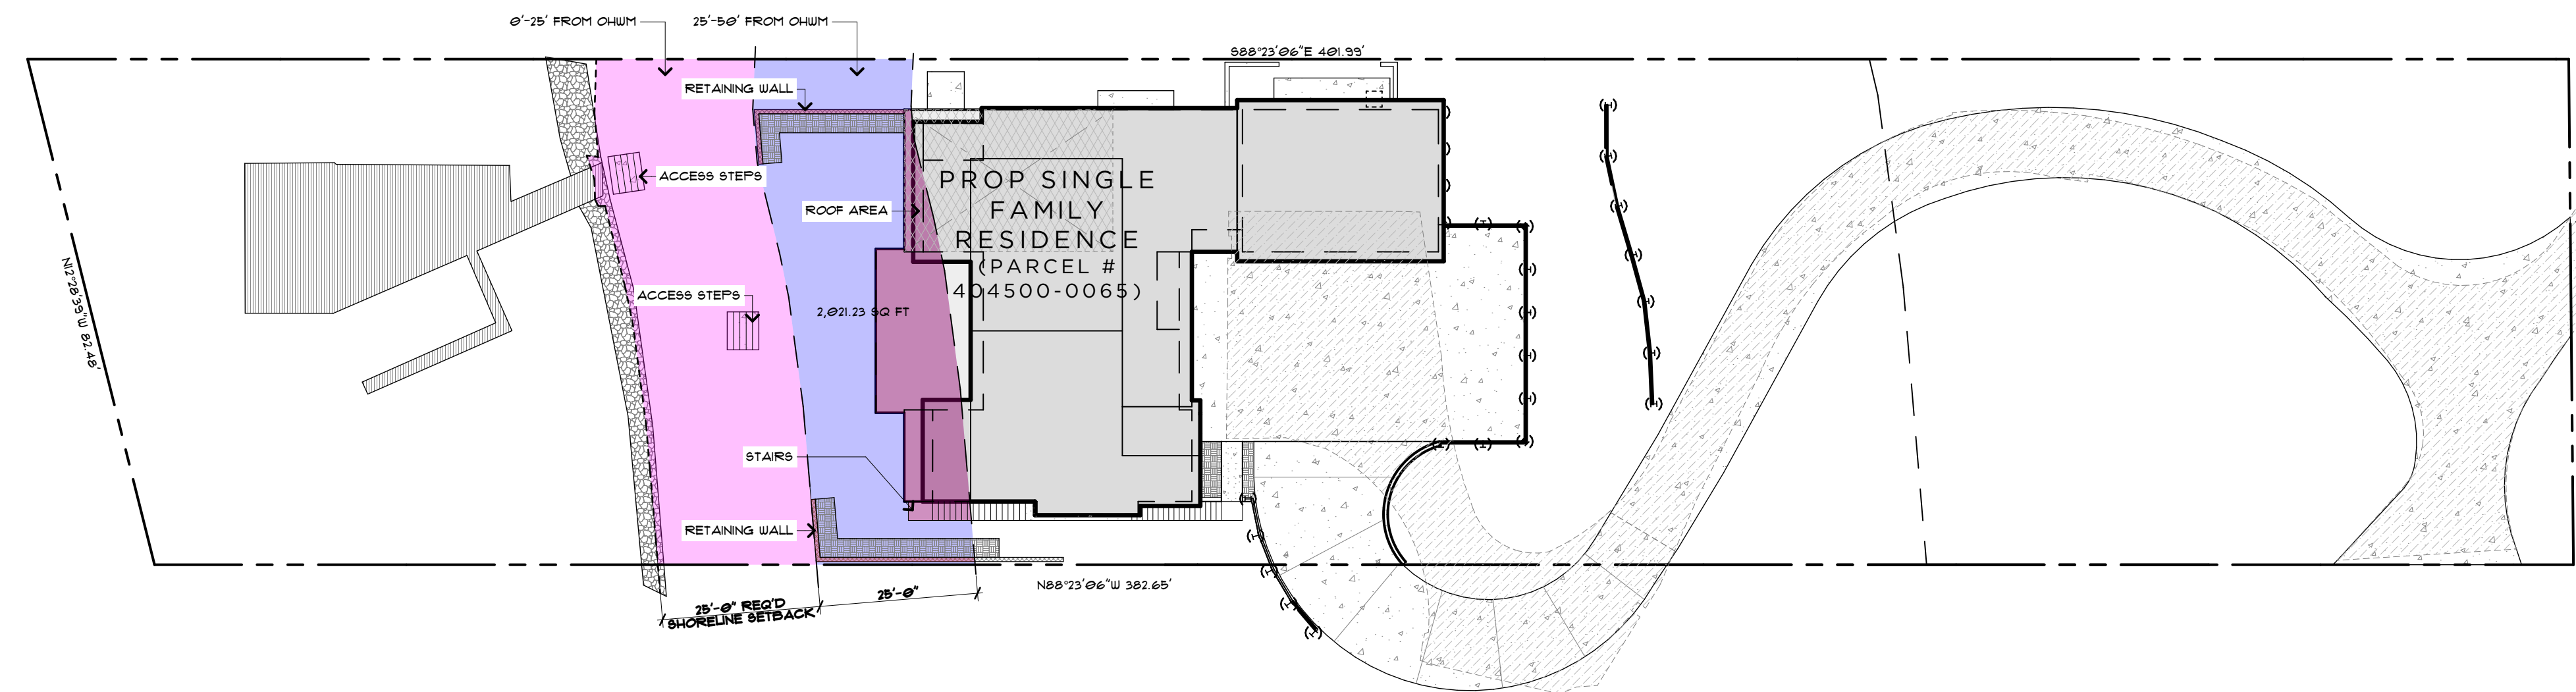 0'-25' FROM OHWM
25'-50' FROM OHWM
S88°23'06"E 401.99'
RETAINING WALL
ACCESS STEPS
ROOF AREA
PROP SINGLE
FAMILY
RESIDENCE
(PARCEL #
404500-0065)
N12°28'39"W 82.48'
ACCESS STEPS
2,021.23 SQ FT
STAIRS
RETAINING WALL
N88°23'06"W 382.65'
25'-0" REQ'D
SHORELINE SETBACK
25'-0"